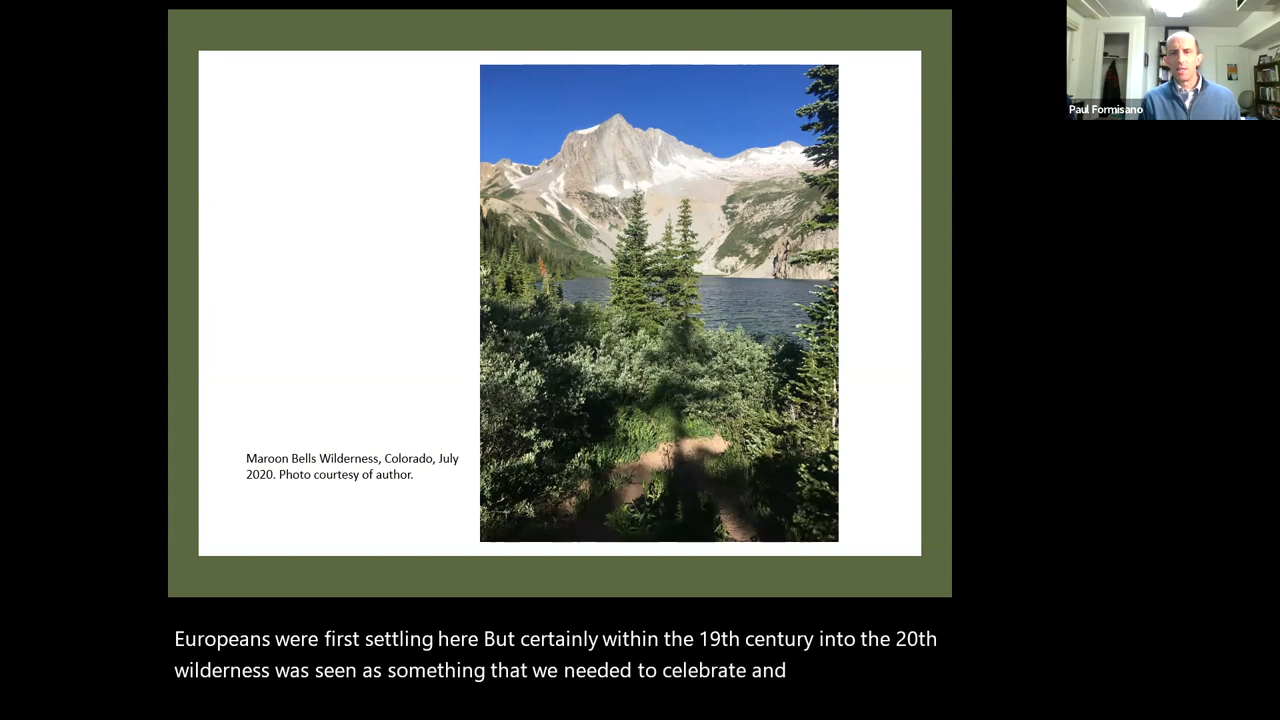 Paul Formisano
Maroon Bells Wilderness, Colorado, July
2020. Photo courtesy of author.
Europeans were first settling here But certainly within the 19th century into the 20th
wilderness was seen as something that we needed to celebrate and